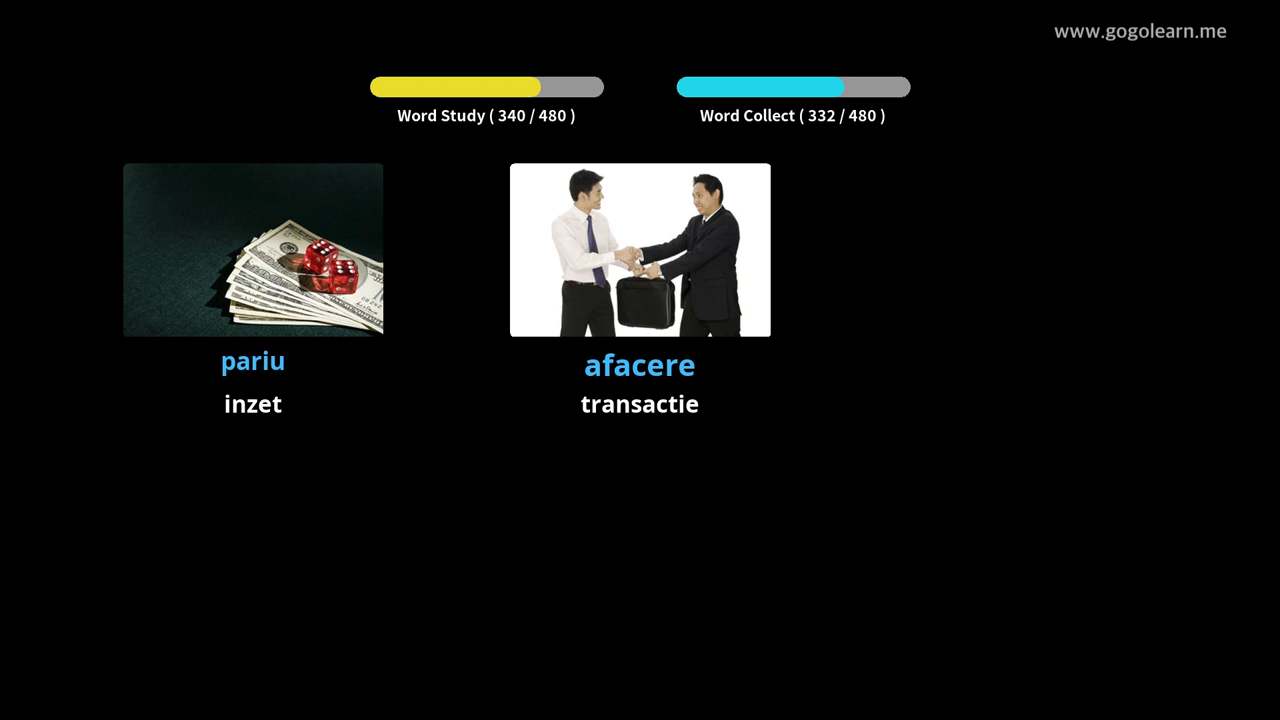 www.gogolearn.me
Word Study ( 340 / 480 )
Word Collect ( 332 / 480 )
pariu
inzet
afacere
transactie